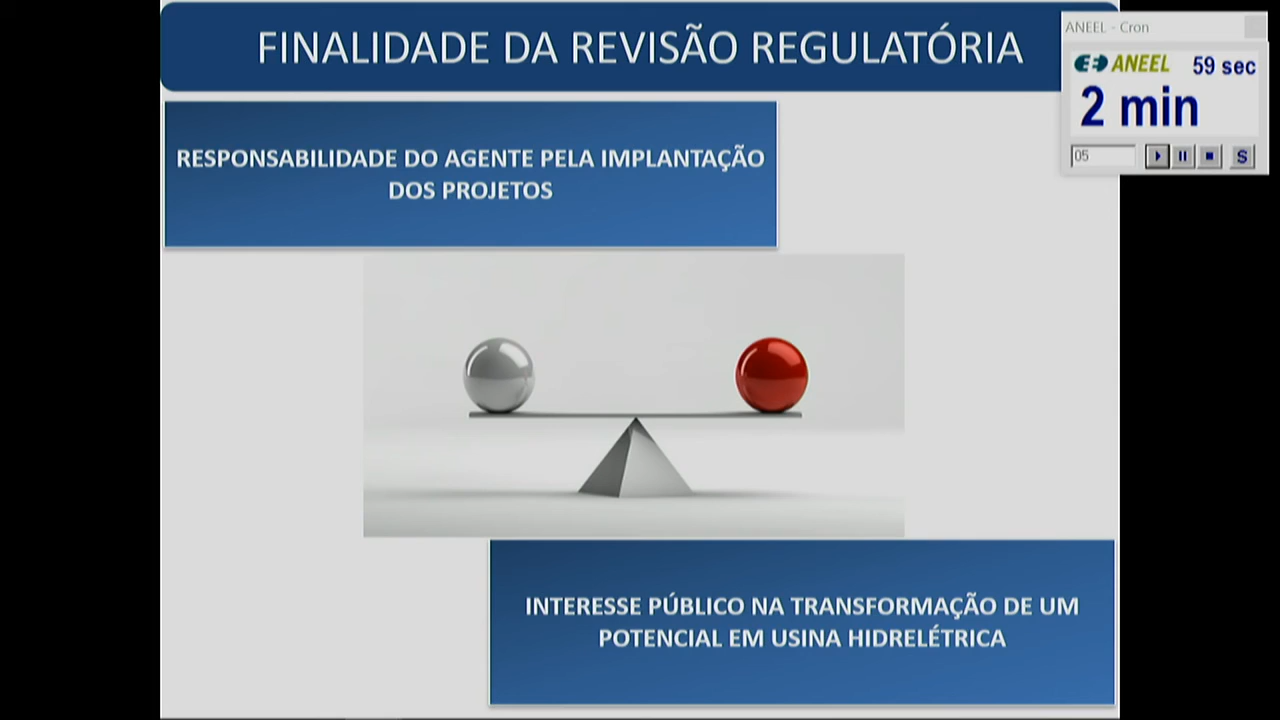 FINALIDADE DA REVISÃO REGULATÓRIA
ANEEL - Cron
ANEEL 59 sec
2 min
05
S
RESPONSABILIDADE DO AGENTE PELA IMPLANTAÇÃO
DOS PROJETOS
INTERESSE PÚBLICO NA TRANSFORMAÇÃO DE UM
POTENCIAL EM USINA HIDRELÉTRICA